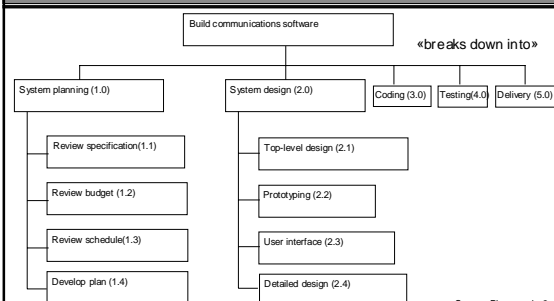 Build communications software
«breaks down into»
System planning (1.0)
System design (2.0)
Coding (3.0)
Testing(4.0)
Delivery (5.0)
Review specification(1.1)
Top-level design (2.1)
Review budget (1.2)
Prototyping (2.2)
Review schedule(1.3)
User interface (2.3)
Develop plan (1.4)
Detailed design (2.4)